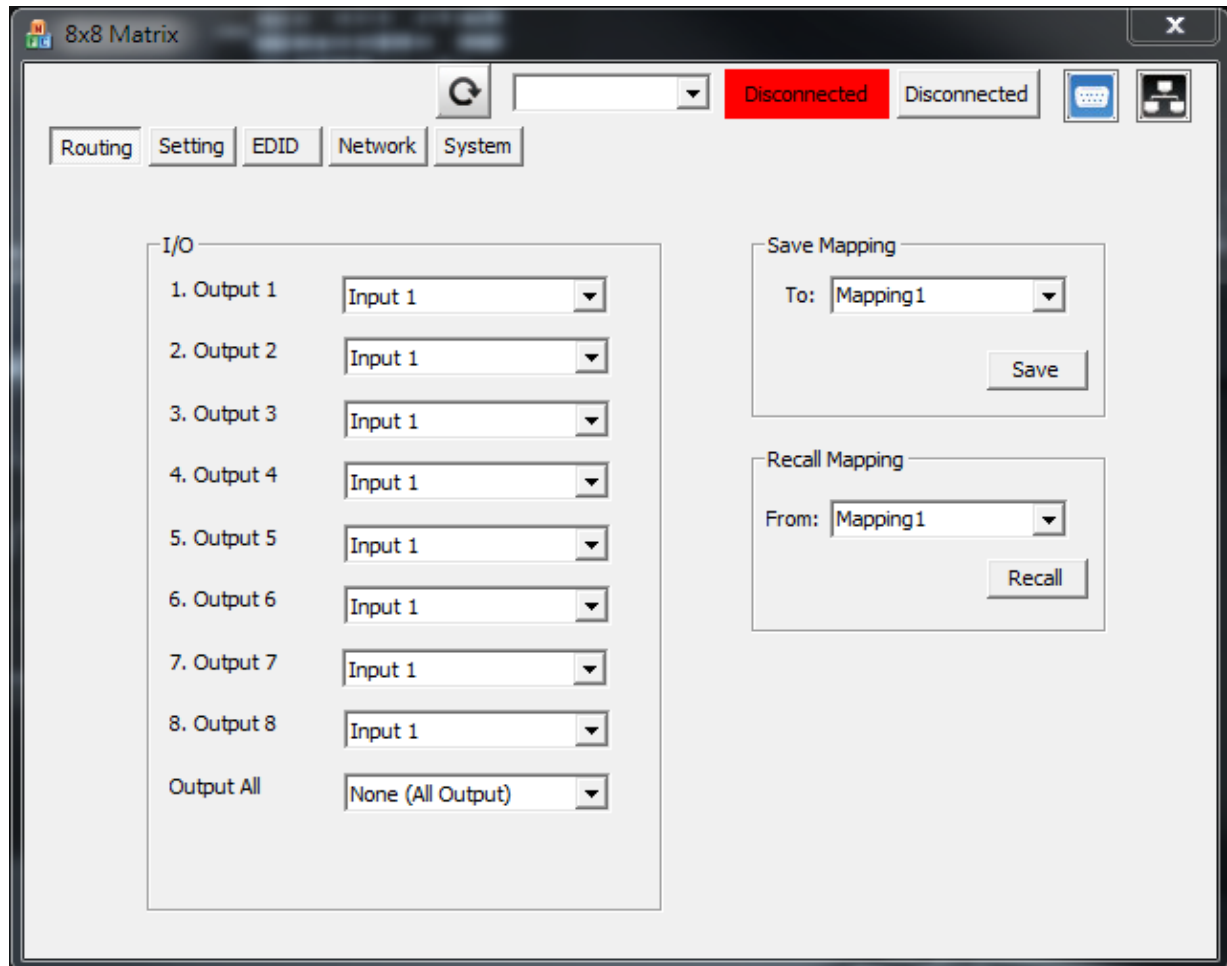 8x8 Matrix
Disconnected Disconnected
Routing Setting EDID Network System
I/O
1. Output 1 Input 1
2. Output 2 Input 1
3. Output 3 Input 1
4. Output 4 Input 1
5. Output 5 Input 1
6. Output 6 Input 1
7. Output 7 Input 1
8. Output 8 Input 1
Output All None (All Output)
Save Mapping
To: Mapping1
Save
Recall Mapping
From: Mapping1
Recall